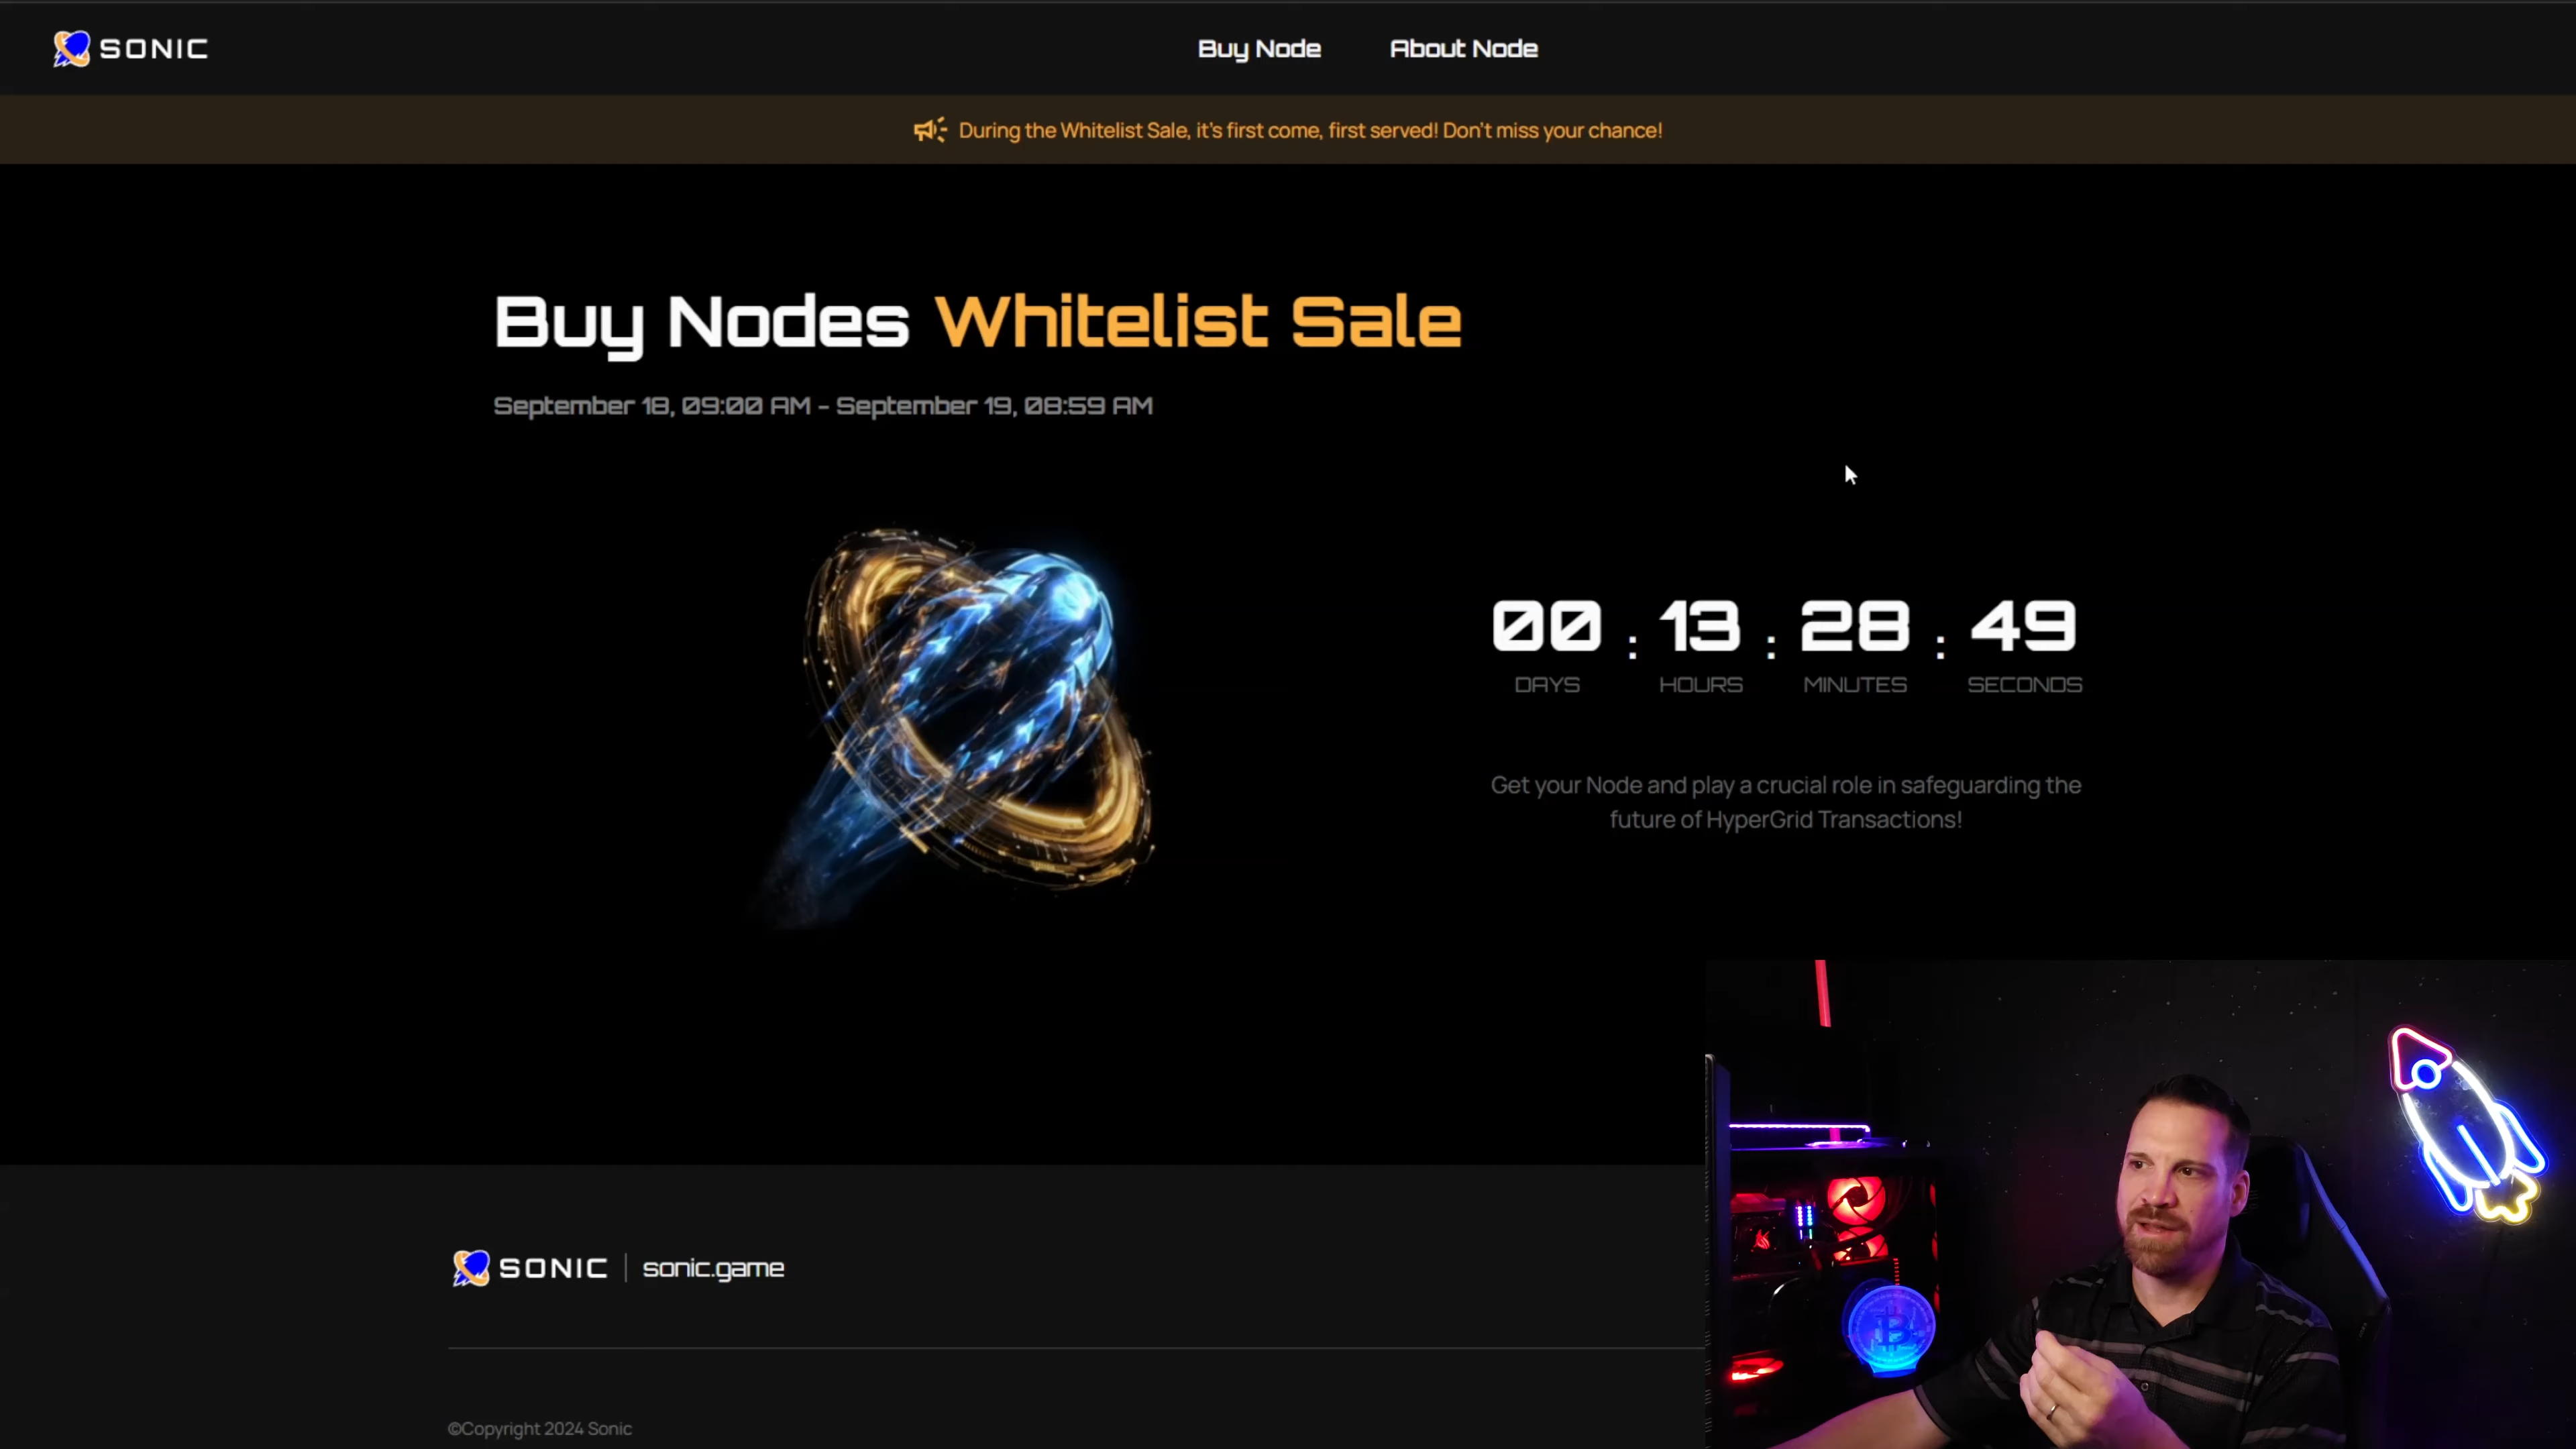 SONIC
Buy Node
About Node
During the Whitelist Sale, it's first come, first served! Don't miss your chance!
Buy Nodes Whitelist Sale
September 18, 09:00 AM - September 19, 08:59 AM
00 : 13 : 28 : 49
DAYS HOURS MINUTES SECONDS
Get your Node and play a crucial role in safeguarding the
future of HyperGrid Transactions!
SONIC | sonic.game
©Copyright 2024 Sonic